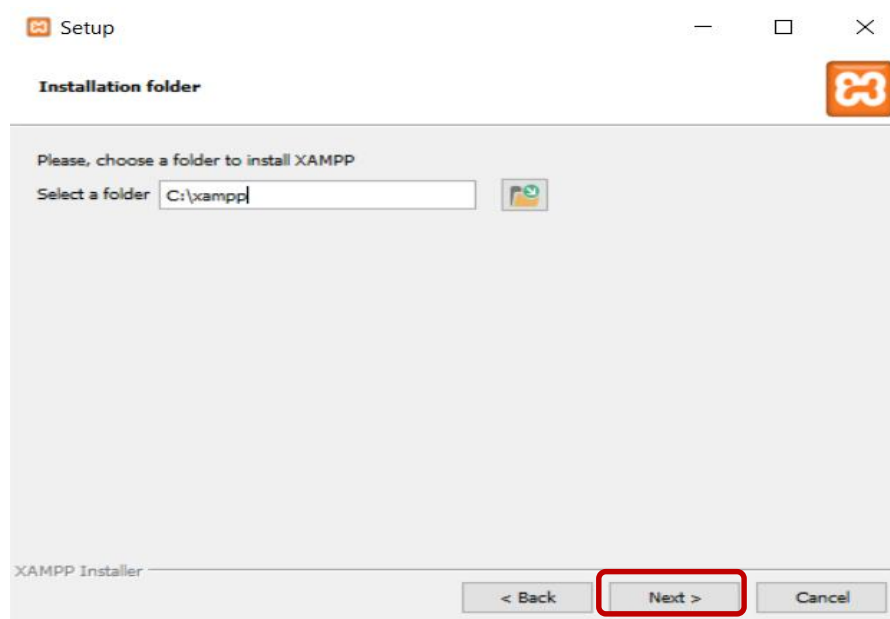 Setup
Installation folder
Please, choose a folder to install XAMPP
Select a folder C:\xampp
XAMPP Installer
< Back Next > Cancel